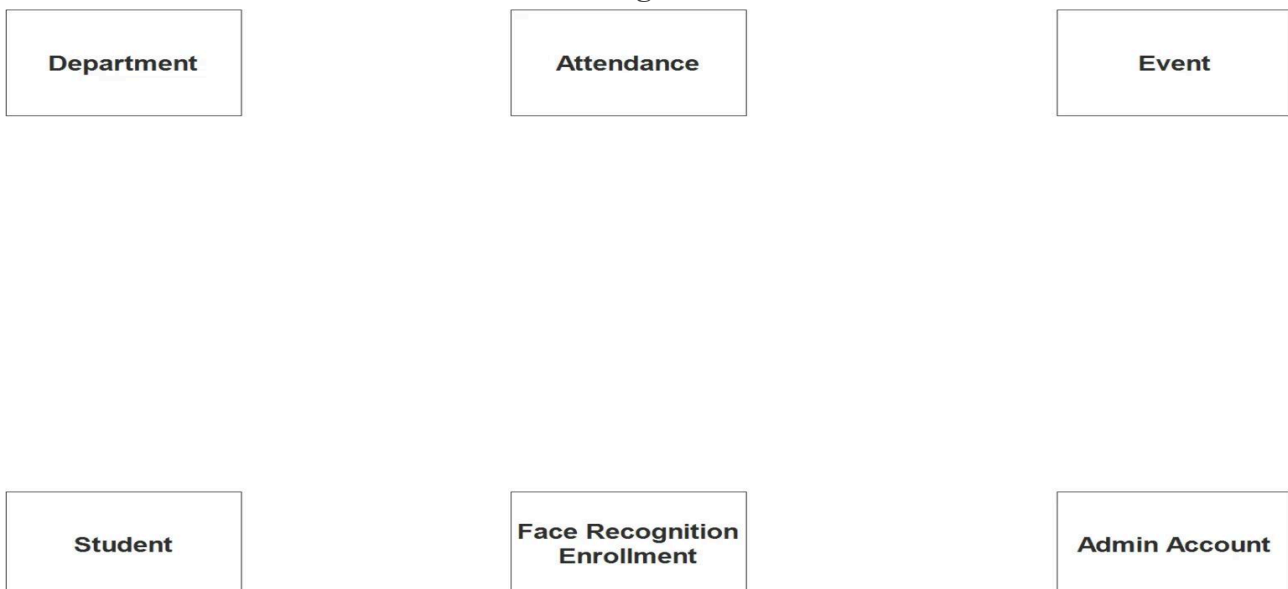 Department
Attendance
Event
Student
Face Recognition
Enrollment
Admin Account